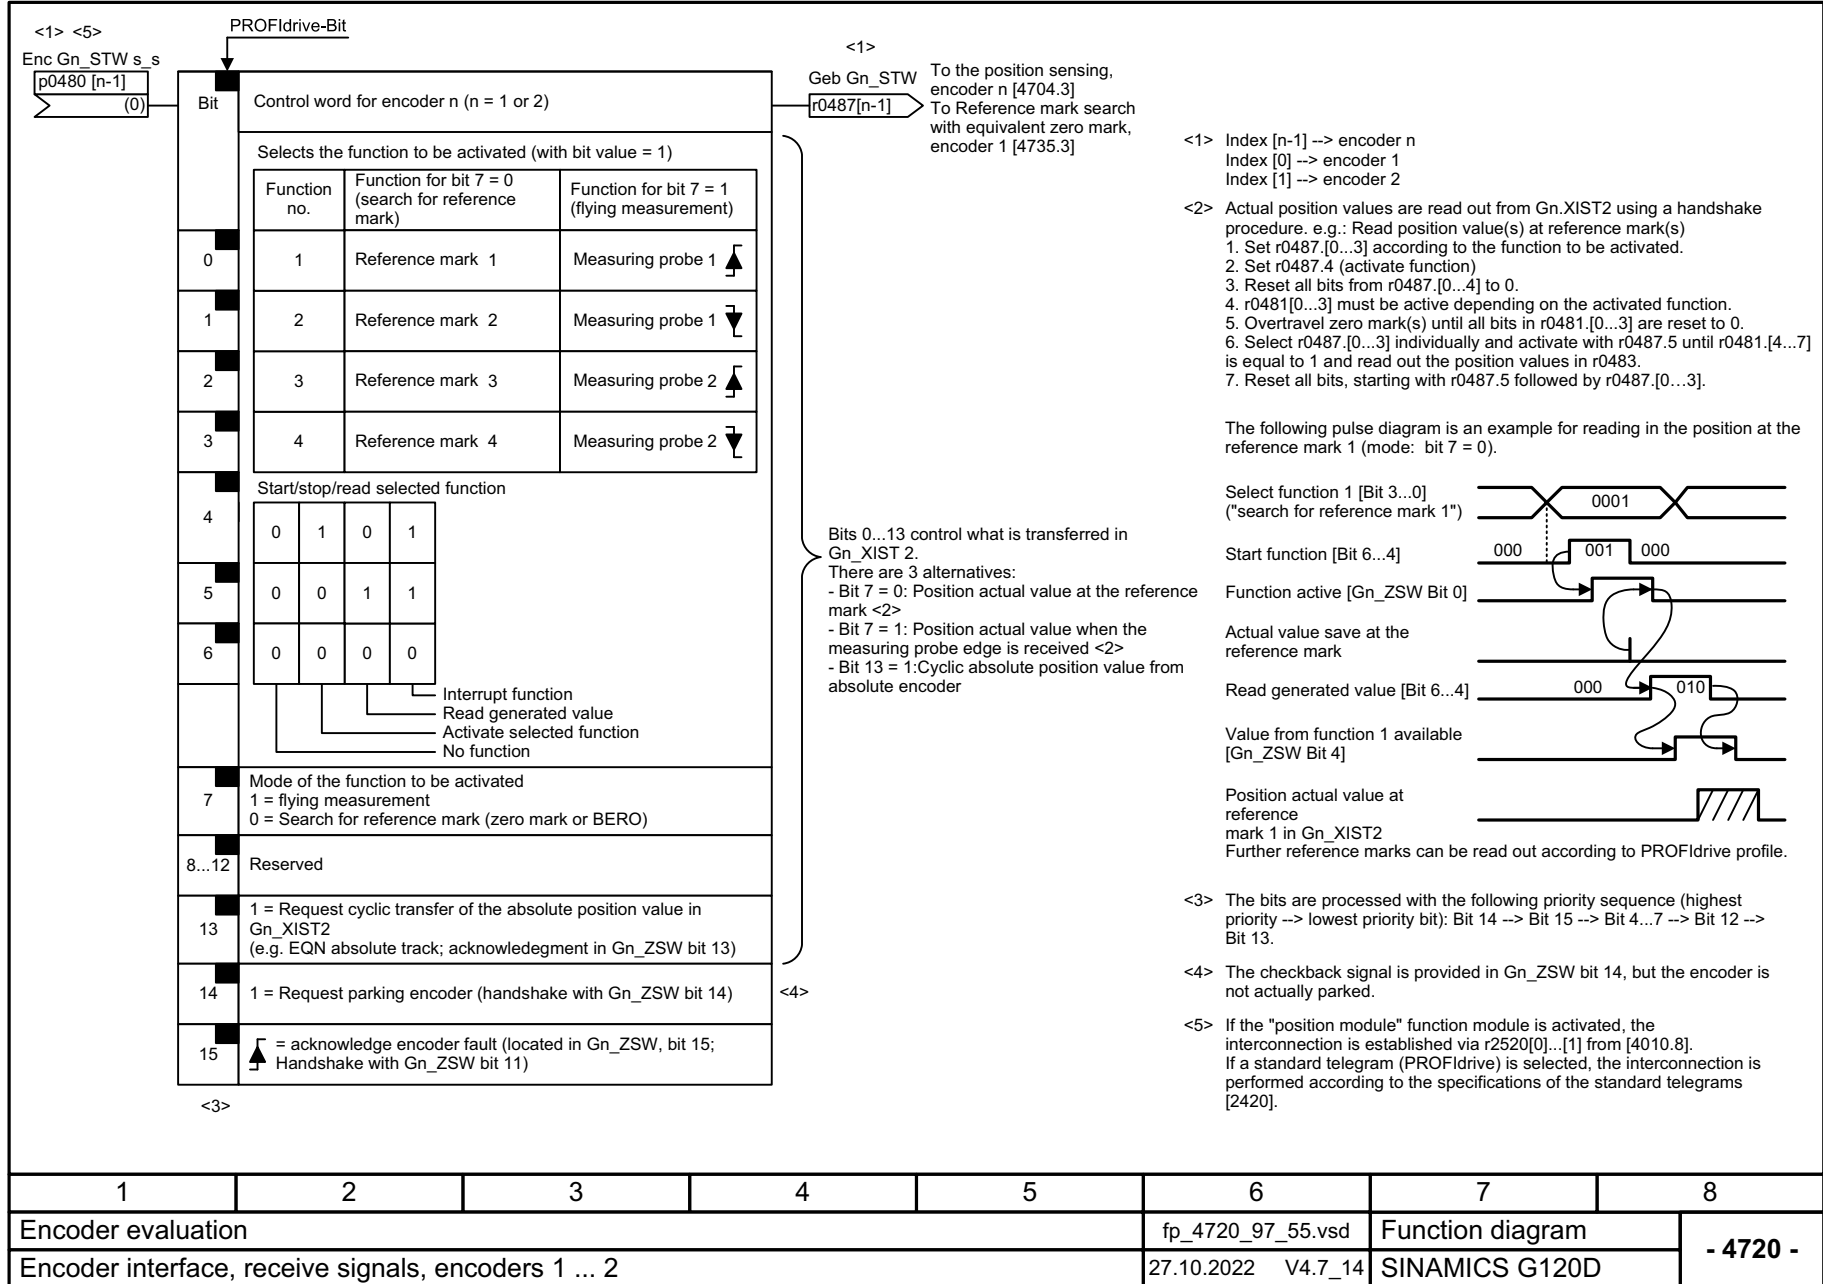 <1> <5>
PROFIdrive-Bit
Enc Gn_STW s_s
p0480 [n-1]
(0)
Bit
Control word for encoder n (n = 1 or 2)
<1>
Geb Gn_STW
r0487[n-1]
To the position sensing,
encoder n [4704.3]
To Reference mark search
with equivalent zero mark,
encoder 1 [4735.3]
Selects the function to be activated (with bit value = 1)
Function
no.
Function for bit 7 = 0
(search for reference
mark)
Function for bit 7 = 1
(flying measurement)
0
1
Reference mark 1
Measuring probe 1
1
2
Reference mark 2
Measuring probe 1
2
3
Reference mark 3
Measuring probe 2
3
4
Reference mark 4
Measuring probe 2
Start/stop/read selected function
4
0 1 0 1
5
0 0 1 1
6
0 0 0 0
Interrupt function
Read generated value
Activate selected function
No function
7
Mode of the function to be activated
1 = flying measurement
0 = Search for reference mark (zero mark or BERO)
8...12
Reserved
13
1 = Request cyclic transfer of the absolute position value in
Gn_XIST2
(e.g. EQN absolute track; acknowledegment in Gn_ZSW bit 13)
14
1 = Request parking encoder (handshake with Gn_ZSW bit 14)
<4>
15
= acknowledge encoder fault (located in Gn_ZSW, bit 15;
Handshake with Gn_ZSW bit 11)
<3>
Bits 0...13 control what is transferred in
Gn_XIST 2.
There are 3 alternatives:
- Bit 7 = 0: Position actual value at the reference
mark <2>
- Bit 7 = 1: Position actual value when the
measuring probe edge is received <2>
- Bit 13 = 1:Cyclic absolute position value from
absolute encoder
<1> Index [n-1] --> encoder n
Index [0] --> encoder 1
Index [1] --> encoder 2
<2> Actual position values are read out from Gn.XIST2 using a handshake
procedure. e.g.: Read position value(s) at reference mark(s)
1. Set r0487.[0...3] according to the function to be activated.
2. Set r0487.4 (activate function)
3. Reset all bits from r0487.[0...4] to 0.
4. r0481[0...3] must be active depending on the activated function.
5. Overtravel zero mark(s) until all bits in r0481.[0...3] are reset to 0.
6. Select r0487.[0...3] individually and activate with r0487.5 until r0481.[4...7]
is equal to 1 and read out the position values in r0483.
7. Reset all bits, starting with r0487.5 followed by r0487.[0…3].
The following pulse diagram is an example for reading in the position at the
reference mark 1 (mode: bit 7 = 0).
Select function 1 [Bit 3...0]
("search for reference mark 1")
0001
Start function [Bit 6...4]
000 001 000
Function active [Gn_ZSW Bit 0]
Actual value save at the
reference mark
Read generated value [Bit 6...4]
000 010
Value from function 1 available
[Gn_ZSW Bit 4]
Position actual value at
reference
mark 1 in Gn_XIST2
Further reference marks can be read out according to PROFIdrive profile.
<3> The bits are processed with the following priority sequence (highest
priority --> lowest priority bit): Bit 14 --> Bit 15 --> Bit 4...7 --> Bit 12 -->
Bit 13.
<4> The checkback signal is provided in Gn_ZSW bit 14, but the encoder is
not actually parked.
<5> If the "position module" function module is activated, the
interconnection is established via r2520[0]...[1] from [4010.8].
If a standard telegram (PROFIdrive) is selected, the interconnection is
performed according to the specifications of the standard telegrams
[2420].
1 2 3 4 5 6 7 8
Encoder evaluation
fp_4720_97_55.vsd
Function diagram
- 4720 -
Encoder interface, receive signals, encoders 1 ... 2
27.10.2022 V4.7_14
SINAMICS G120D